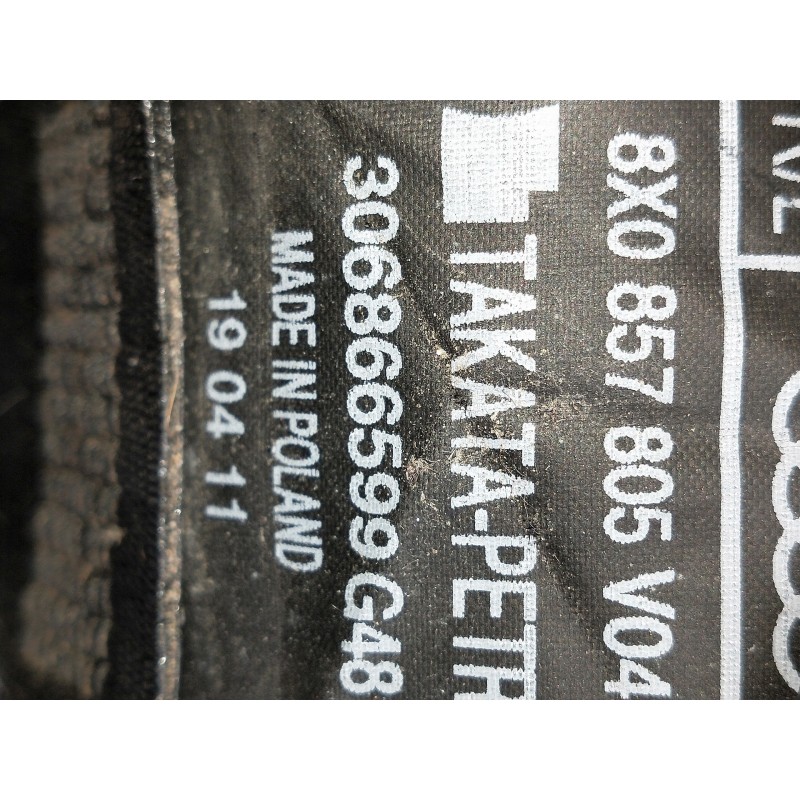 8X0 857 805 V04
TAKATA-PETR
30686599 G48
MADE IN POLAND
19 04 11